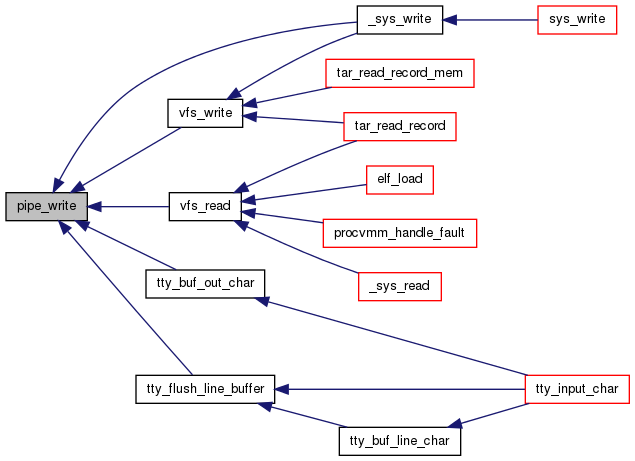 _sys_write
sys_write
tar_read_record_mem
vfs_write
tar_read_record
elf_load
pipe_write
vfs_read
procvmm_handle_fault
tty_buf_out_char
_sys_read
tty_flush_line_buffer
tty_input_char
tty_buf_line_char